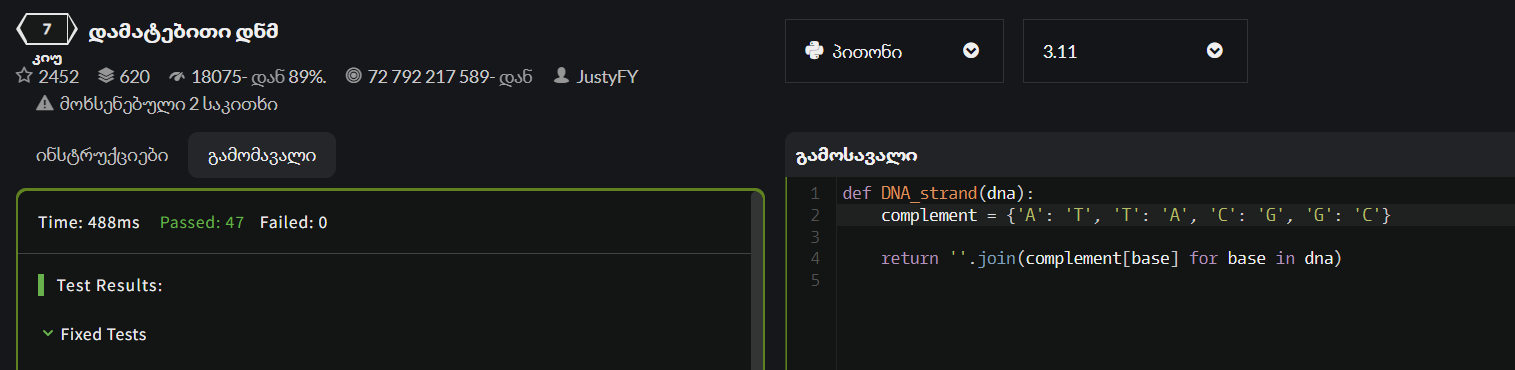 7 დამატებითი დნმ
კიუ
2452 620 18075- დან 89%. 72 792 217 589- დან JustyFY
მოხსენებული 2 საკითხი
პითონი 3.11
ინსტრუქციები გამომავალი
Time: 488ms Passed: 47 Failed: 0
Test Results:
Fixed Tests
გამოსავალი
1 def DNA_strand(dna):
2     complement = {'A': 'T', 'T': 'A', 'C': 'G', 'G': 'C'}
3
4     return ''.join(complement[base] for base in dna)
5